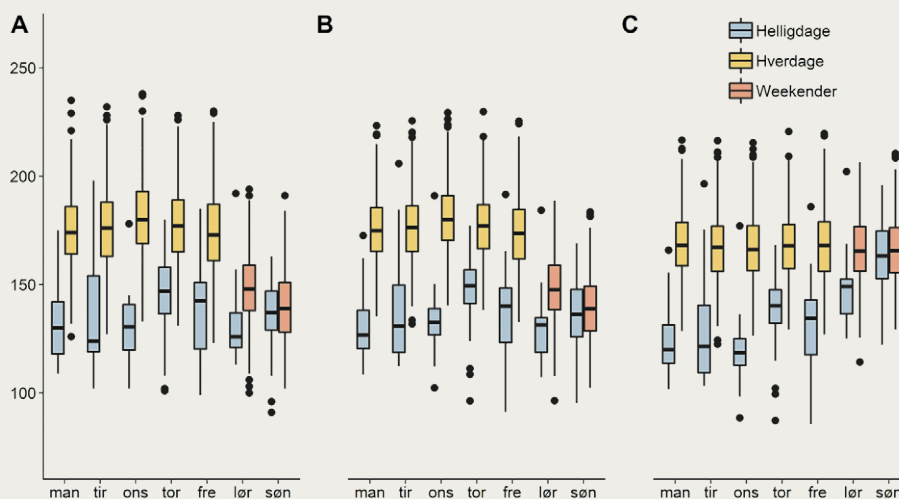 A B C
Helligdage
Hverdage
Weekender
250
200
150
100
man tir ons tor fre lør søn
man tir ons tor fre lør søn
man tir ons tor fre lør søn